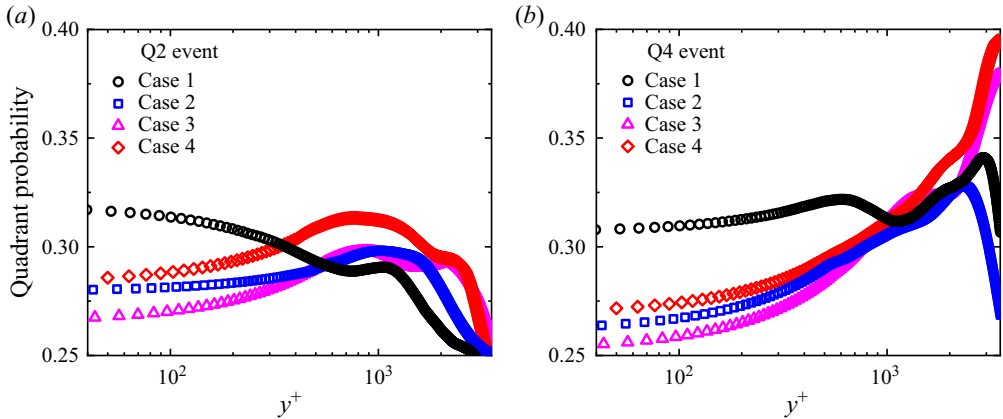 (a)
0.40
0.35
0.30
0.25
Quadrant probability
Q2 event
Case 1
Case 2
Case 3
Case 4
10²
10³
y⁺
(b)
0.40
0.35
0.30
0.25
Q4 event
Case 1
Case 2
Case 3
Case 4
10²
10³
y⁺